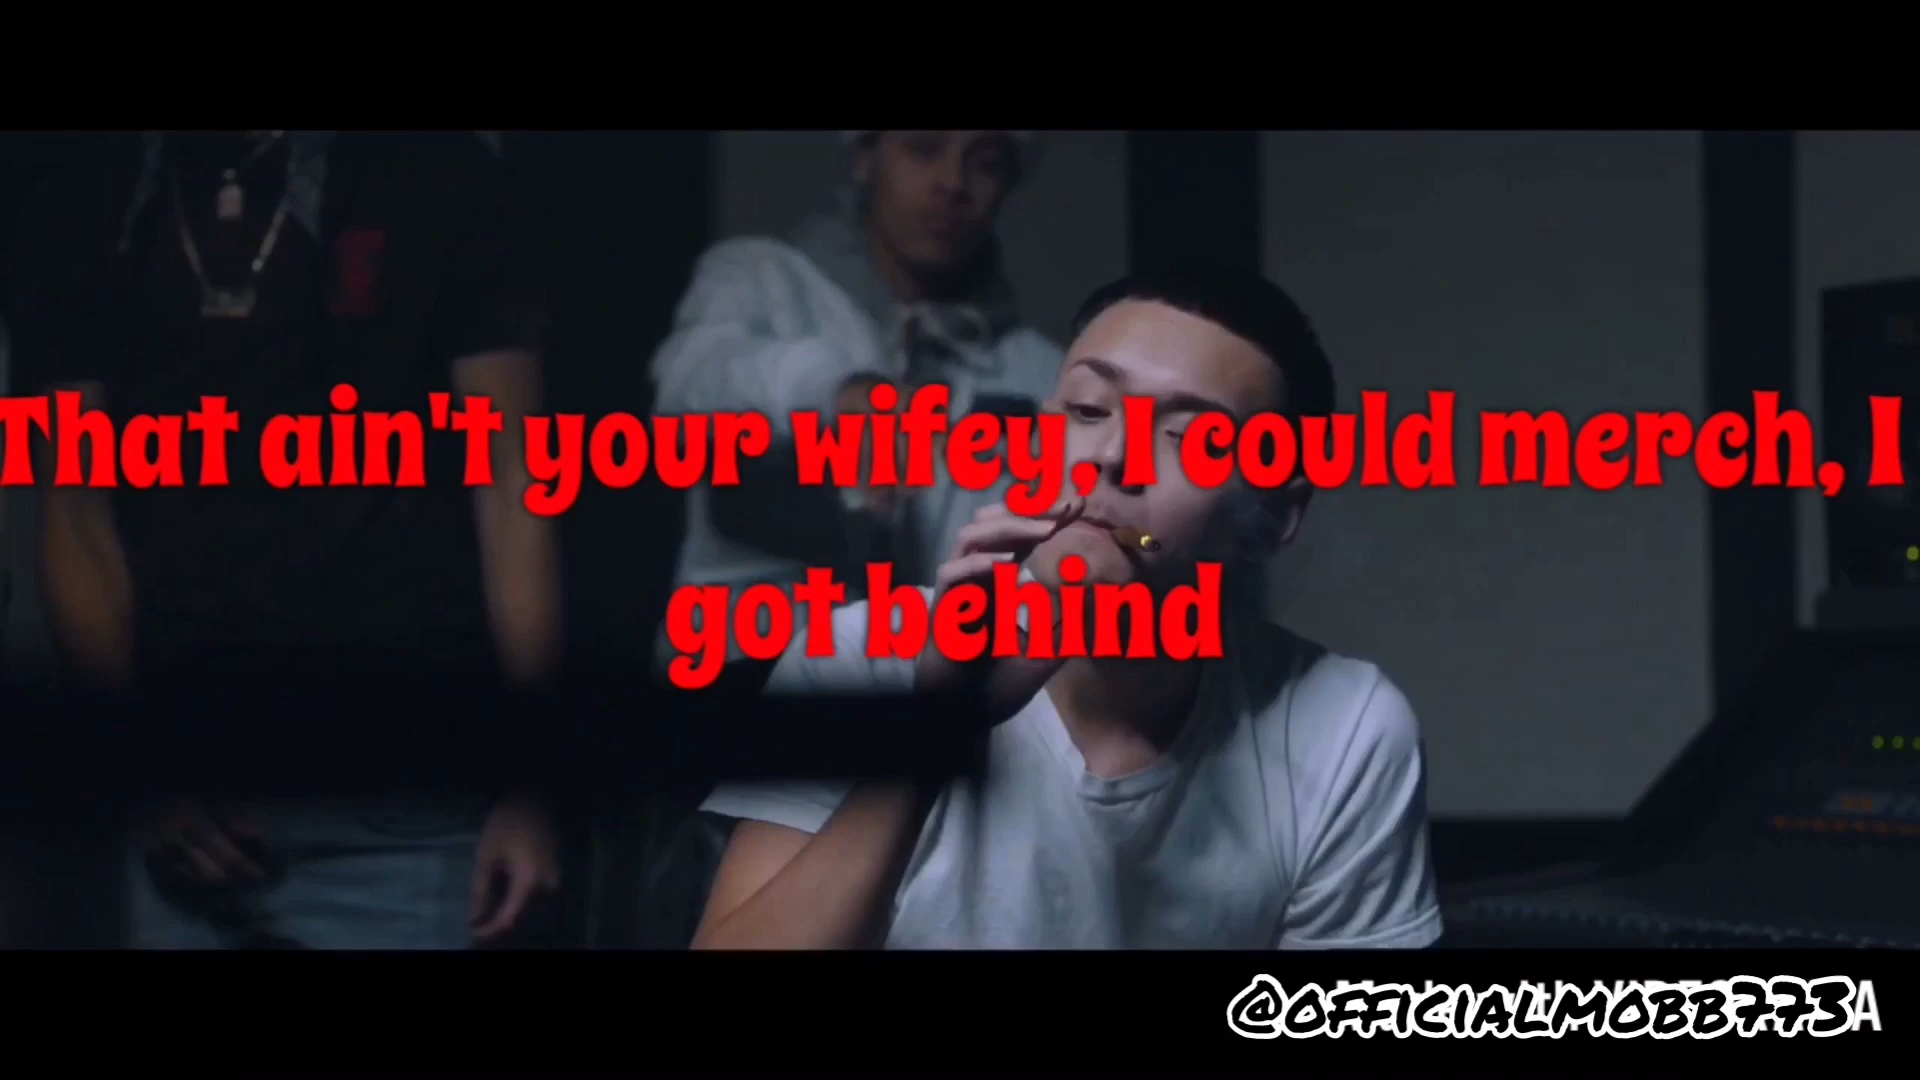 That ain't your wifey, I could merch, I
got behind
@OFFICIALMOBB773